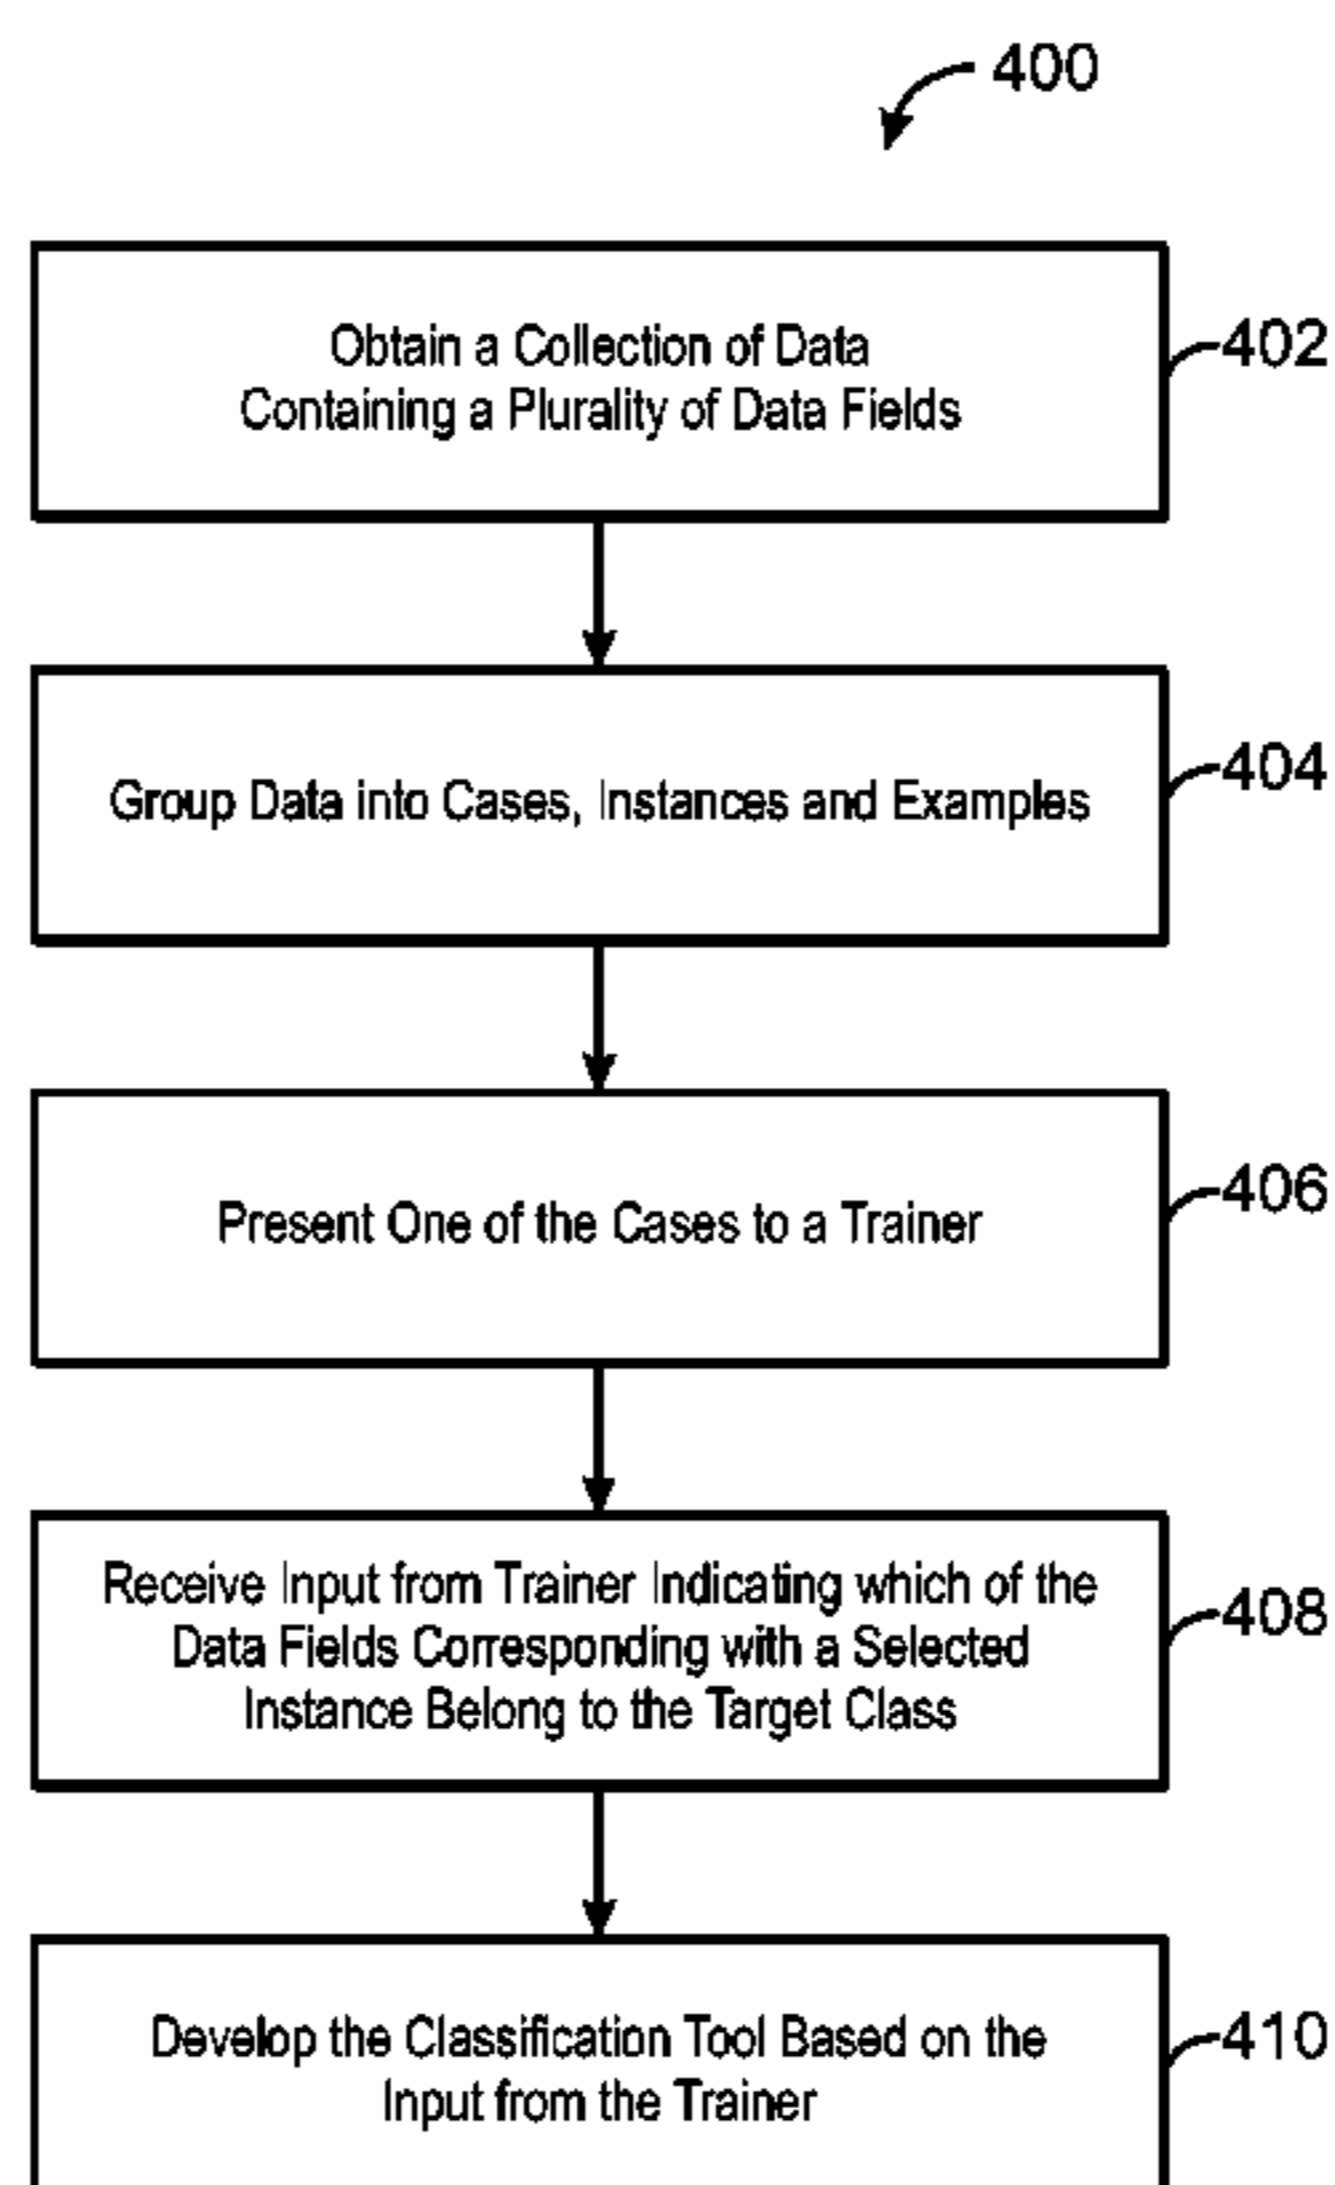 400
Obtain a Collection of Data
Containing a Plurality of Data Fields
402
Group Data into Cases, Instances and Examples
404
Present One of the Cases to a Trainer
406
Receive Input from Trainer Indicating which of the
Data Fields Corresponding with a Selected
Instance Belong to the Target Class
408
Develop the Classification Tool Based on the
Input from the Trainer
410